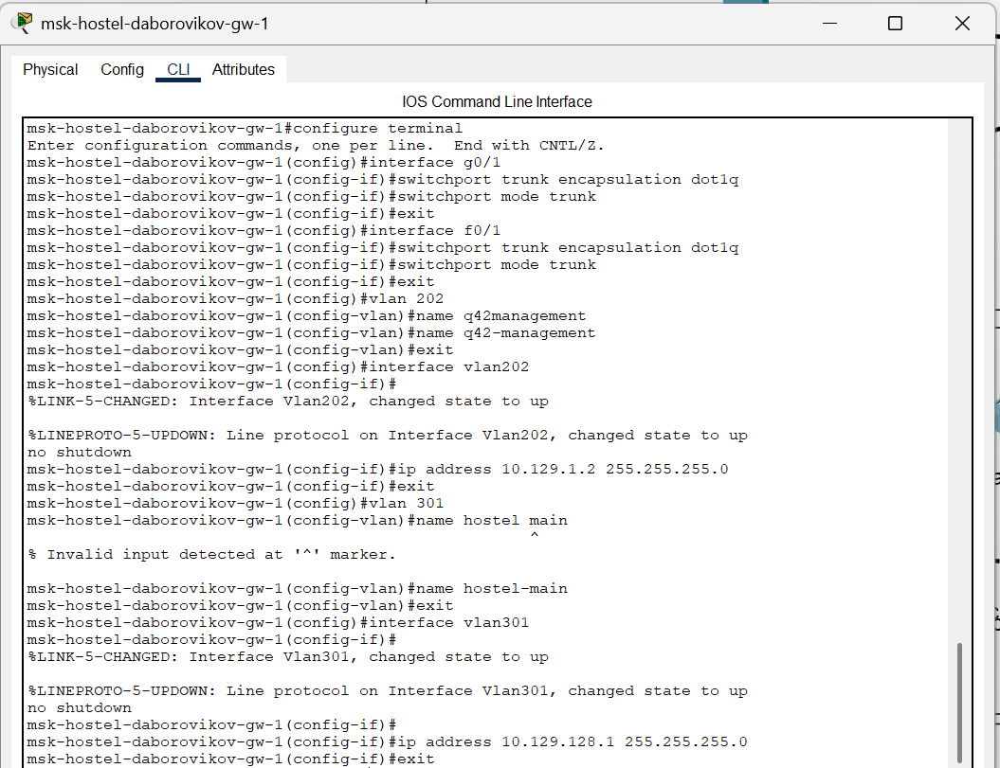 msk-hostel-daborovikov-gw-1
Physical Config CLI Attributes
IOS Command Line Interface
msk-hostel-daborovikov-gw-1#configure terminal
Enter configuration commands, one per line.  End with CNTL/Z.
msk-hostel-daborovikov-gw-1(config)#interface g0/1
msk-hostel-daborovikov-gw-1(config-if)#switchport trunk encapsulation dot1q
msk-hostel-daborovikov-gw-1(config-if)#switchport mode trunk
msk-hostel-daborovikov-gw-1(config-if)#exit
msk-hostel-daborovikov-gw-1(config)#interface f0/1
msk-hostel-daborovikov-gw-1(config-if)#switchport trunk encapsulation dot1q
msk-hostel-daborovikov-gw-1(config-if)#switchport mode trunk
msk-hostel-daborovikov-gw-1(config-if)#exit
msk-hostel-daborovikov-gw-1(config)#vlan 202
msk-hostel-daborovikov-gw-1(config-vlan)#name q42management
msk-hostel-daborovikov-gw-1(config-vlan)#name q42-management
msk-hostel-daborovikov-gw-1(config-vlan)#exit
msk-hostel-daborovikov-gw-1(config)#interface vlan202
msk-hostel-daborovikov-gw-1(config-if)#
%LINK-5-CHANGED: Interface Vlan202, changed state to up
%LINEPROTO-5-UPDOWN: Line protocol on Interface Vlan202, changed state to up
no shutdown
msk-hostel-daborovikov-gw-1(config-if)#ip address 10.129.1.2 255.255.255.0
msk-hostel-daborovikov-gw-1(config-if)#exit
msk-hostel-daborovikov-gw-1(config)#vlan 301
msk-hostel-daborovikov-gw-1(config-vlan)#name hostel main
^
% Invalid input detected at '^' marker.
msk-hostel-daborovikov-gw-1(config-vlan)#name hostel-main
msk-hostel-daborovikov-gw-1(config-vlan)#exit
msk-hostel-daborovikov-gw-1(config)#interface vlan301
msk-hostel-daborovikov-gw-1(config-if)#
%LINK-5-CHANGED: Interface Vlan301, changed state to up
%LINEPROTO-5-UPDOWN: Line protocol on Interface Vlan301, changed state to up
no shutdown
msk-hostel-daborovikov-gw-1(config-if)#
msk-hostel-daborovikov-gw-1(config-if)#ip address 10.129.128.1 255.255.255.0
msk-hostel-daborovikov-gw-1(config-if)#exit